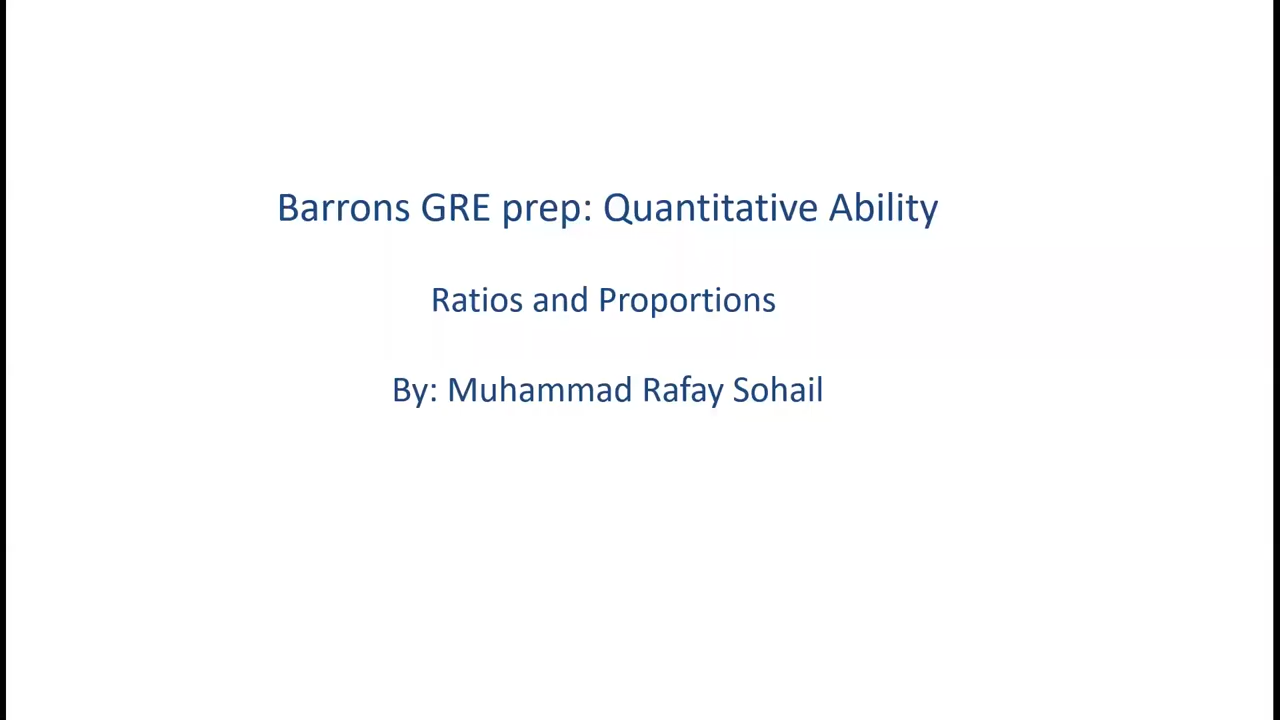 Barrons GRE prep: Quantitative Ability
Ratios and Proportions
By: Muhammad Rafay Sohail